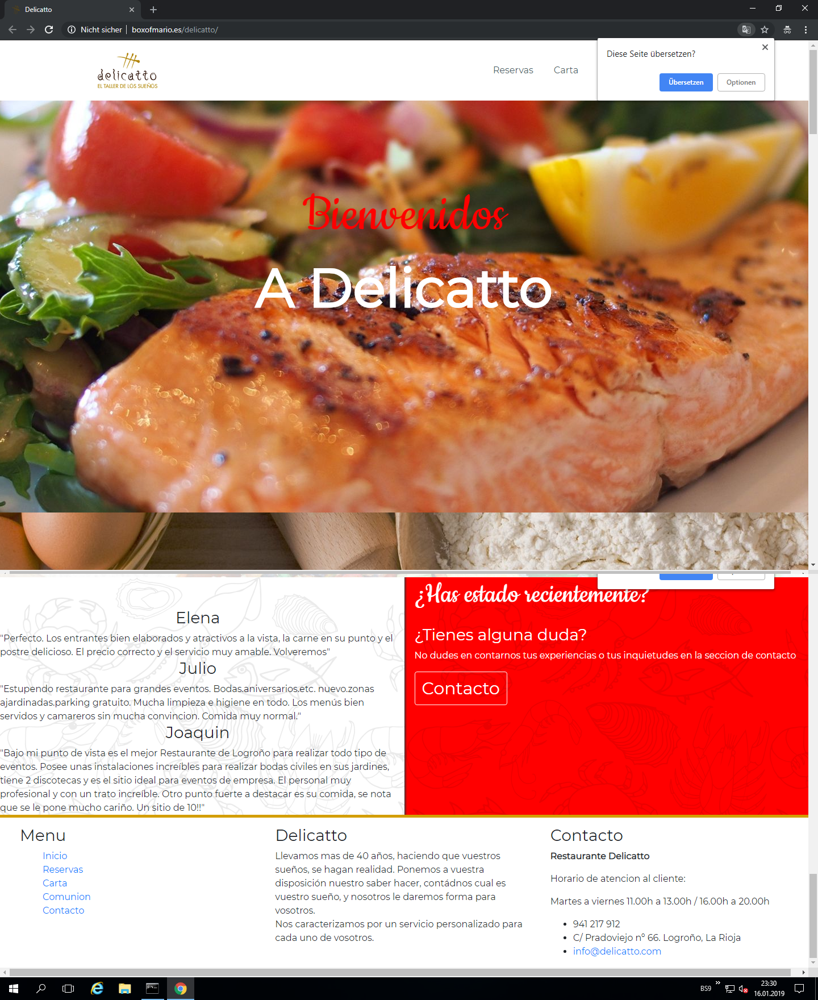 Delicatto
Nicht sicher | boxofmario.es/delicatto/
delicatto
EL TALLER DE LOS SUEÑOS
Reservas
Carta
Diese Seite übersetzen?
Übersetzen
Optionen
Bienvenidos
A Delicatto
Elena
"Perfecto. Los entrantes bien elaborados y atractivos a la vista, la carne en su punto y el
postre delicioso. El precio correcto y el servicio muy amable. Volveremos"
Julio
"Estupendo restaurante para grandes eventos. Bodas.aniversarios.etc. nuevo.zonas
ajardinadas.parking gratuito. Mucha limpieza e higiene en todo. Los menús bien
servidos y camareros sin mucha convincion. Comida muy normal."
Joaquin
"Bajo mi punto de vista es el mejor Restaurante de Logroño para realizar todo tipo de
eventos. Posee unas instalaciones increíbles para realizar bodas civiles en sus jardines,
tiene 2 discotecas y es el sitio ideal para eventos de empresa. El personal muy
profesional y con un trato increíble. Otro punto fuerte a destacar es su comida, se nota
que se le pone mucho cariño. Un sitio de 10!!"
¿Has estado recientemente?
¿Tienes alguna duda?
No dudes en contarnos tus experiencias o tus inquietudes en la seccion de contacto
Contacto
Menu
Inicio
Reservas
Carta
Comunion
Contacto
Delicatto
Llevamos mas de 40 años, haciendo que vuestros
sueños, se hagan realidad. Ponemos a vuestra
disposición nuestro saber hacer, contádnos cual es
vuestro sueño, y nosotros le daremos forma para
vosotros.
Nos caracterizamos por un servicio personalizado para
cada uno de vosotros.
Contacto
Restaurante Delicatto
Horario de atencion al cliente:
Martes a viernes 11.00h a 13.00h / 16.00h a 20.00h
941 217 912
C/ Pradoviejo nº 66. Logroño, La Rioja
info@delicatto.com
BS9
23:30
16.01.2019